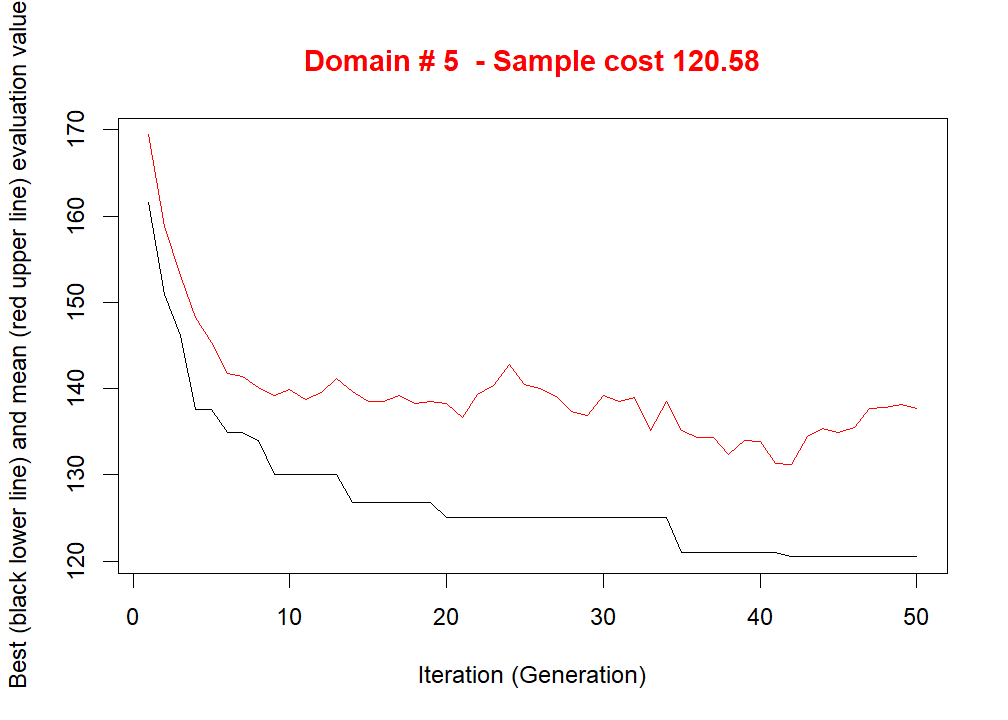 Domain # 5  - Sample cost 120.58
Best (black lower line) and mean (red upper line) evaluation value
170
160
150
140
130
120
0 10 20 30 40 50
Iteration (Generation)